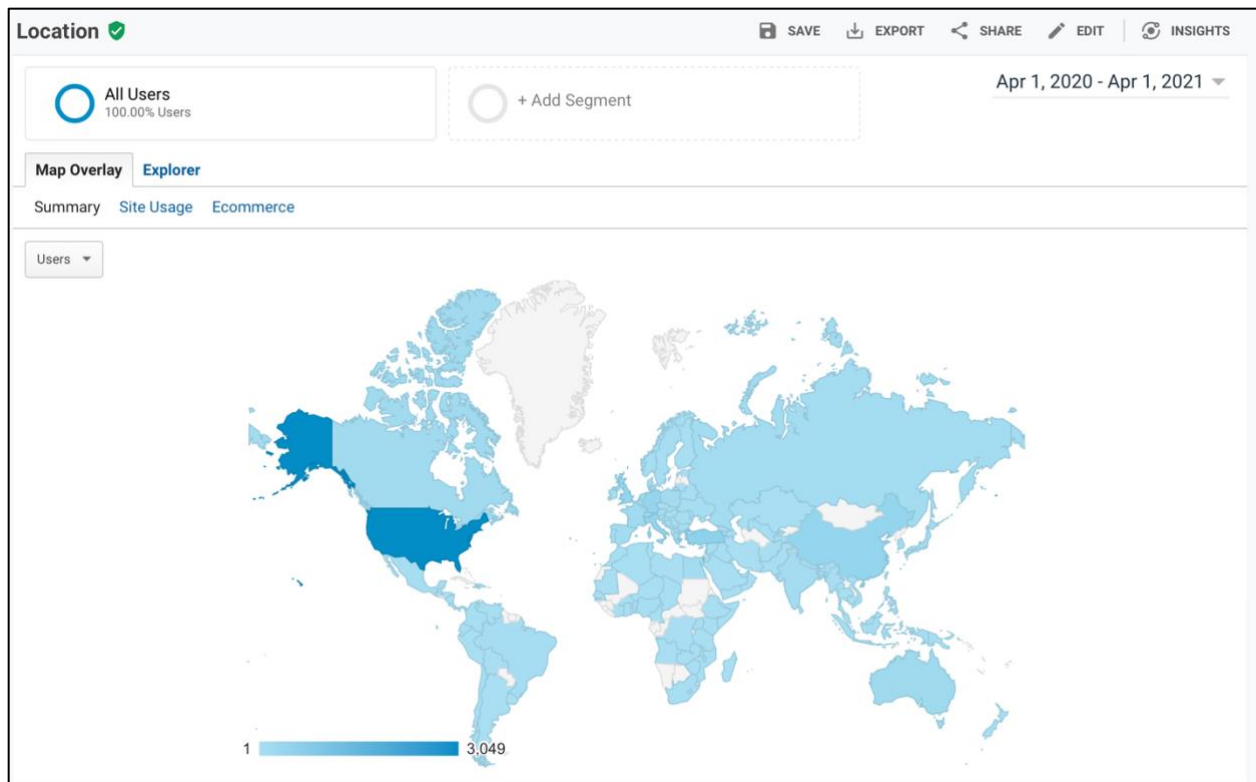 Location
SAVE EXPORT SHARE EDIT INSIGHTS
All Users
100.00% Users
+ Add Segment
Apr 1, 2020 - Apr 1, 2021
Map Overlay Explorer
Summary Site Usage Ecommerce
Users
1 3,049